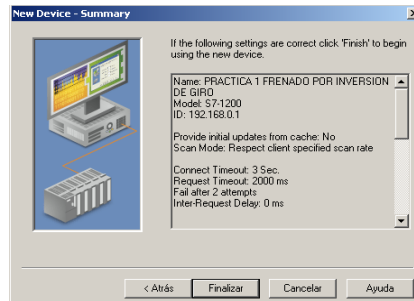 New Device - Summary
If the following settings are correct click 'Finish' to begin
using the new device.
Name: PRACTICA 1 FRENADO POR INVERSION
DE GIRO
Model: S7-1200
ID: 192.168.0.1
Provide initial updates from cache: No
Scan Mode: Respect client specified scan rate
Connect Timeout: 3 Sec.
Request Timeout: 2000 ms
Fail after 2 attempts
Inter-Request Delay: 0 ms
< Atrás
Finalizar
Cancelar
Ayuda